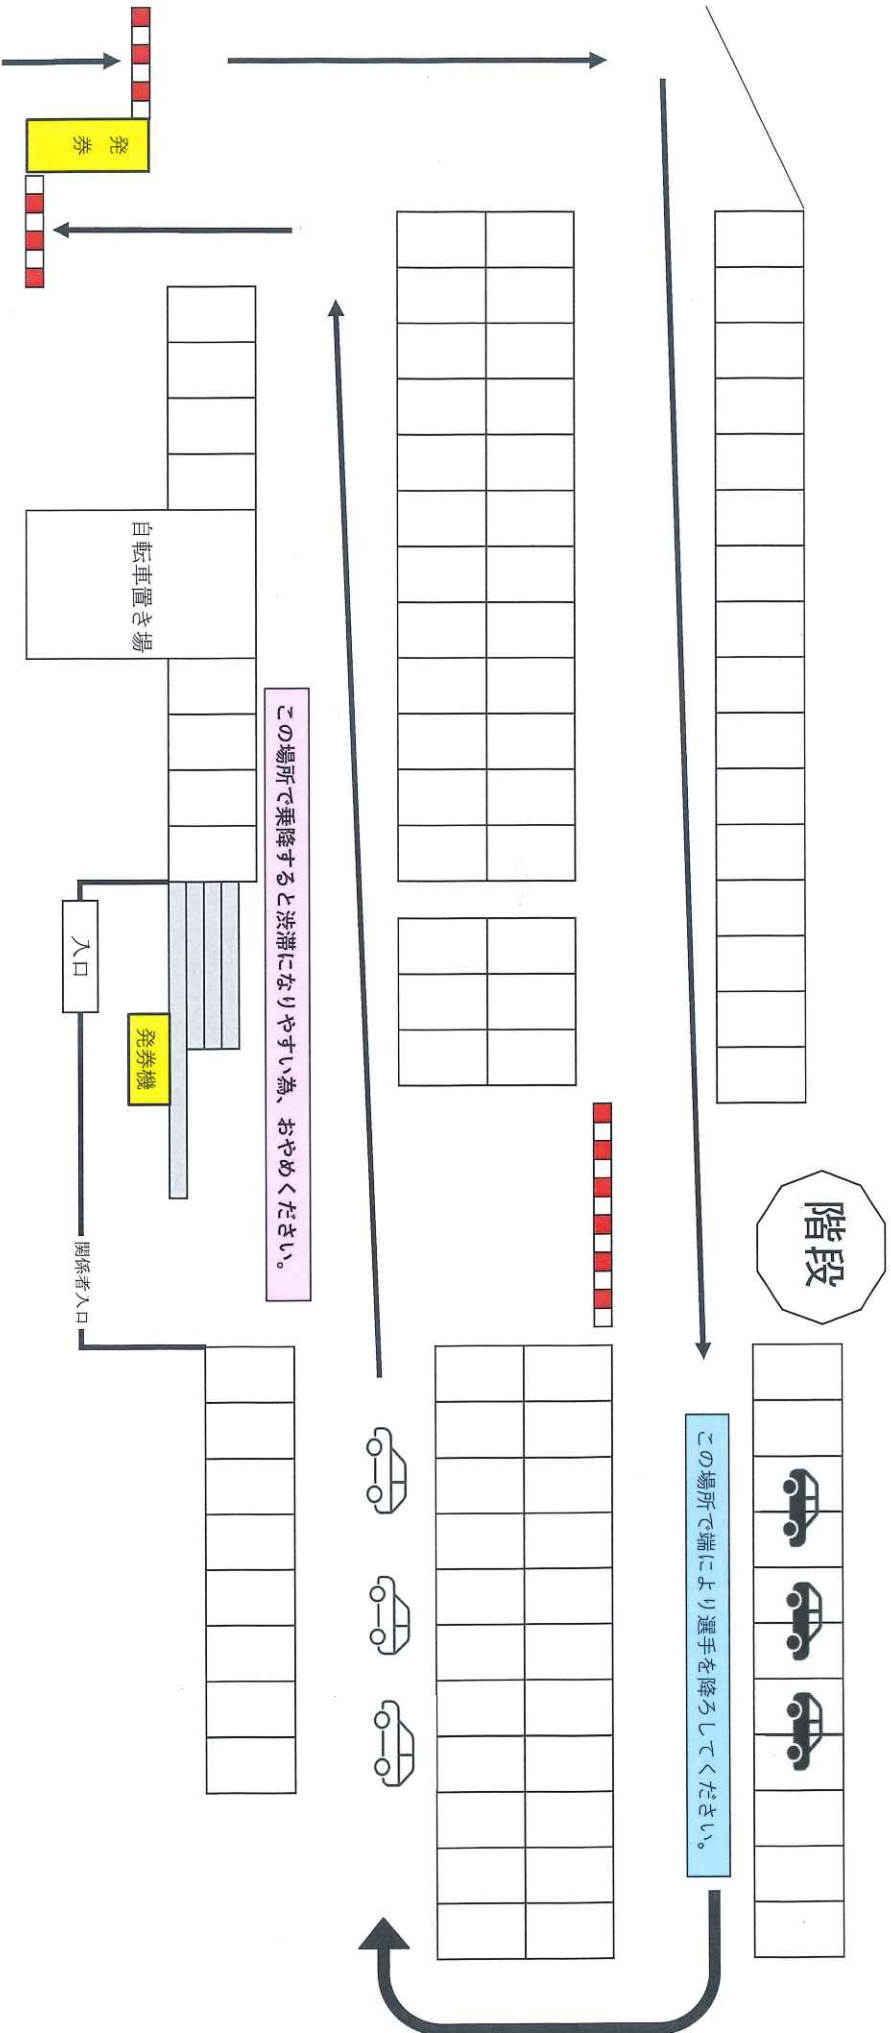 階段
この場所で端により選手を降ろしてください。
この場所で乗降すると渋滞になりやすい為、おやめください。
発券
自転車置き場
発券機
入口
関係者入口